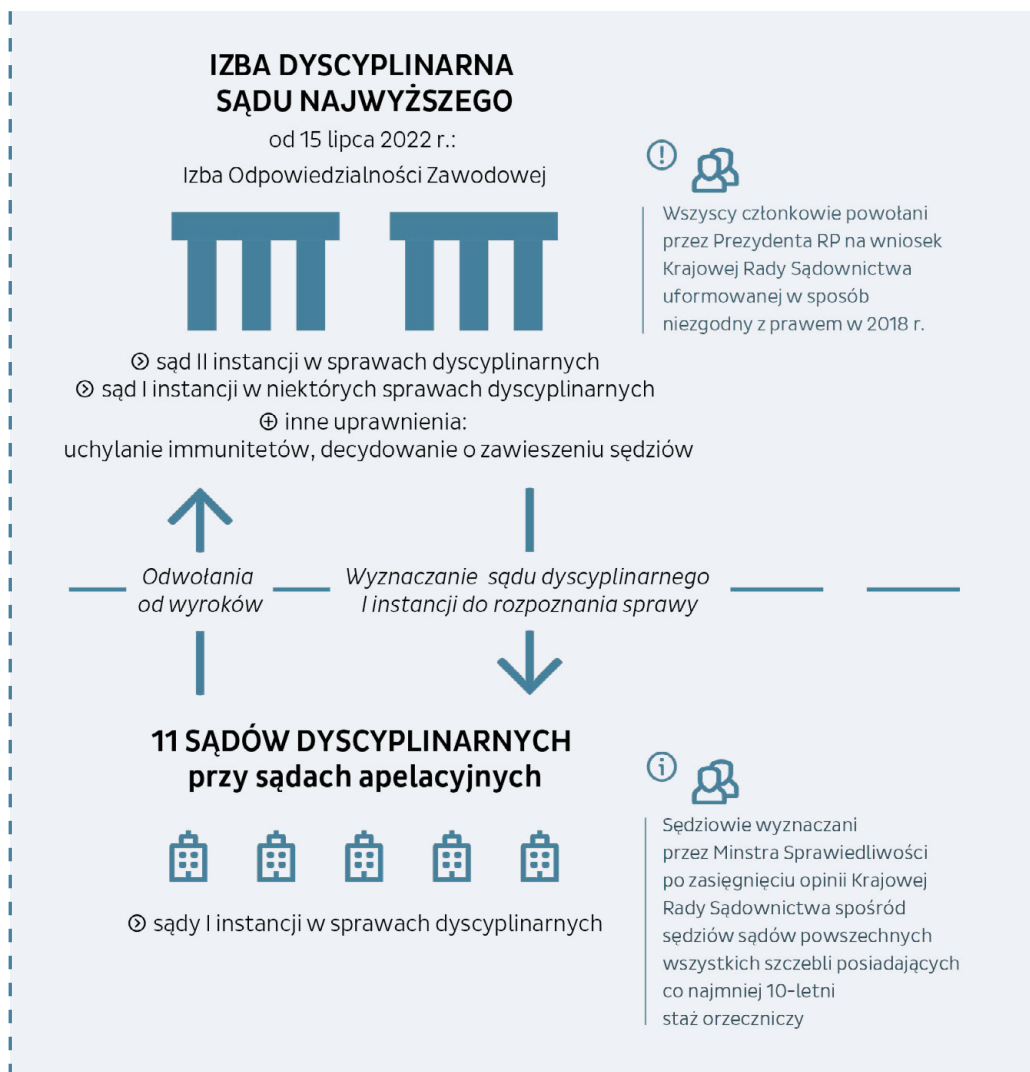 IZBA DYSCYPLINARNA
SĄDU NAJWYŻSZEGO
od 15 lipca 2022 r.:
Izba Odpowiedzialności Zawodowej
Wszyscy członkowie powołani
przez Prezydenta RP na wniosek
Krajowej Rady Sądownictwa
uformowanej w sposób
niezgodny z prawem w 2018 r.
sąd II instancji w sprawach dyscyplinarnych
sąd I instancji w niektórych sprawach dyscyplinarnych
inne uprawnienia:
uchylanie immunitetów, decydowanie o zawieszeniu sędziów
Odwołania
od wyroków
Wyznaczanie sądu dyscyplinarnego
I instancji do rozpoznania sprawy
11 SĄDÓW DYSCYPLINARNYCH
przy sądach apelacyjnych
sądy I instancji w sprawach dyscyplinarnych
Sędziowie wyznaczani
przez Minstra Sprawiedliwości
po zasięgnięciu opinii Krajowej
Rady Sądownictwa spośród
sędziów sądów powszechnych
wszystkich szczebli posiadających
co najmniej 10-letni
staż orzeczniczy